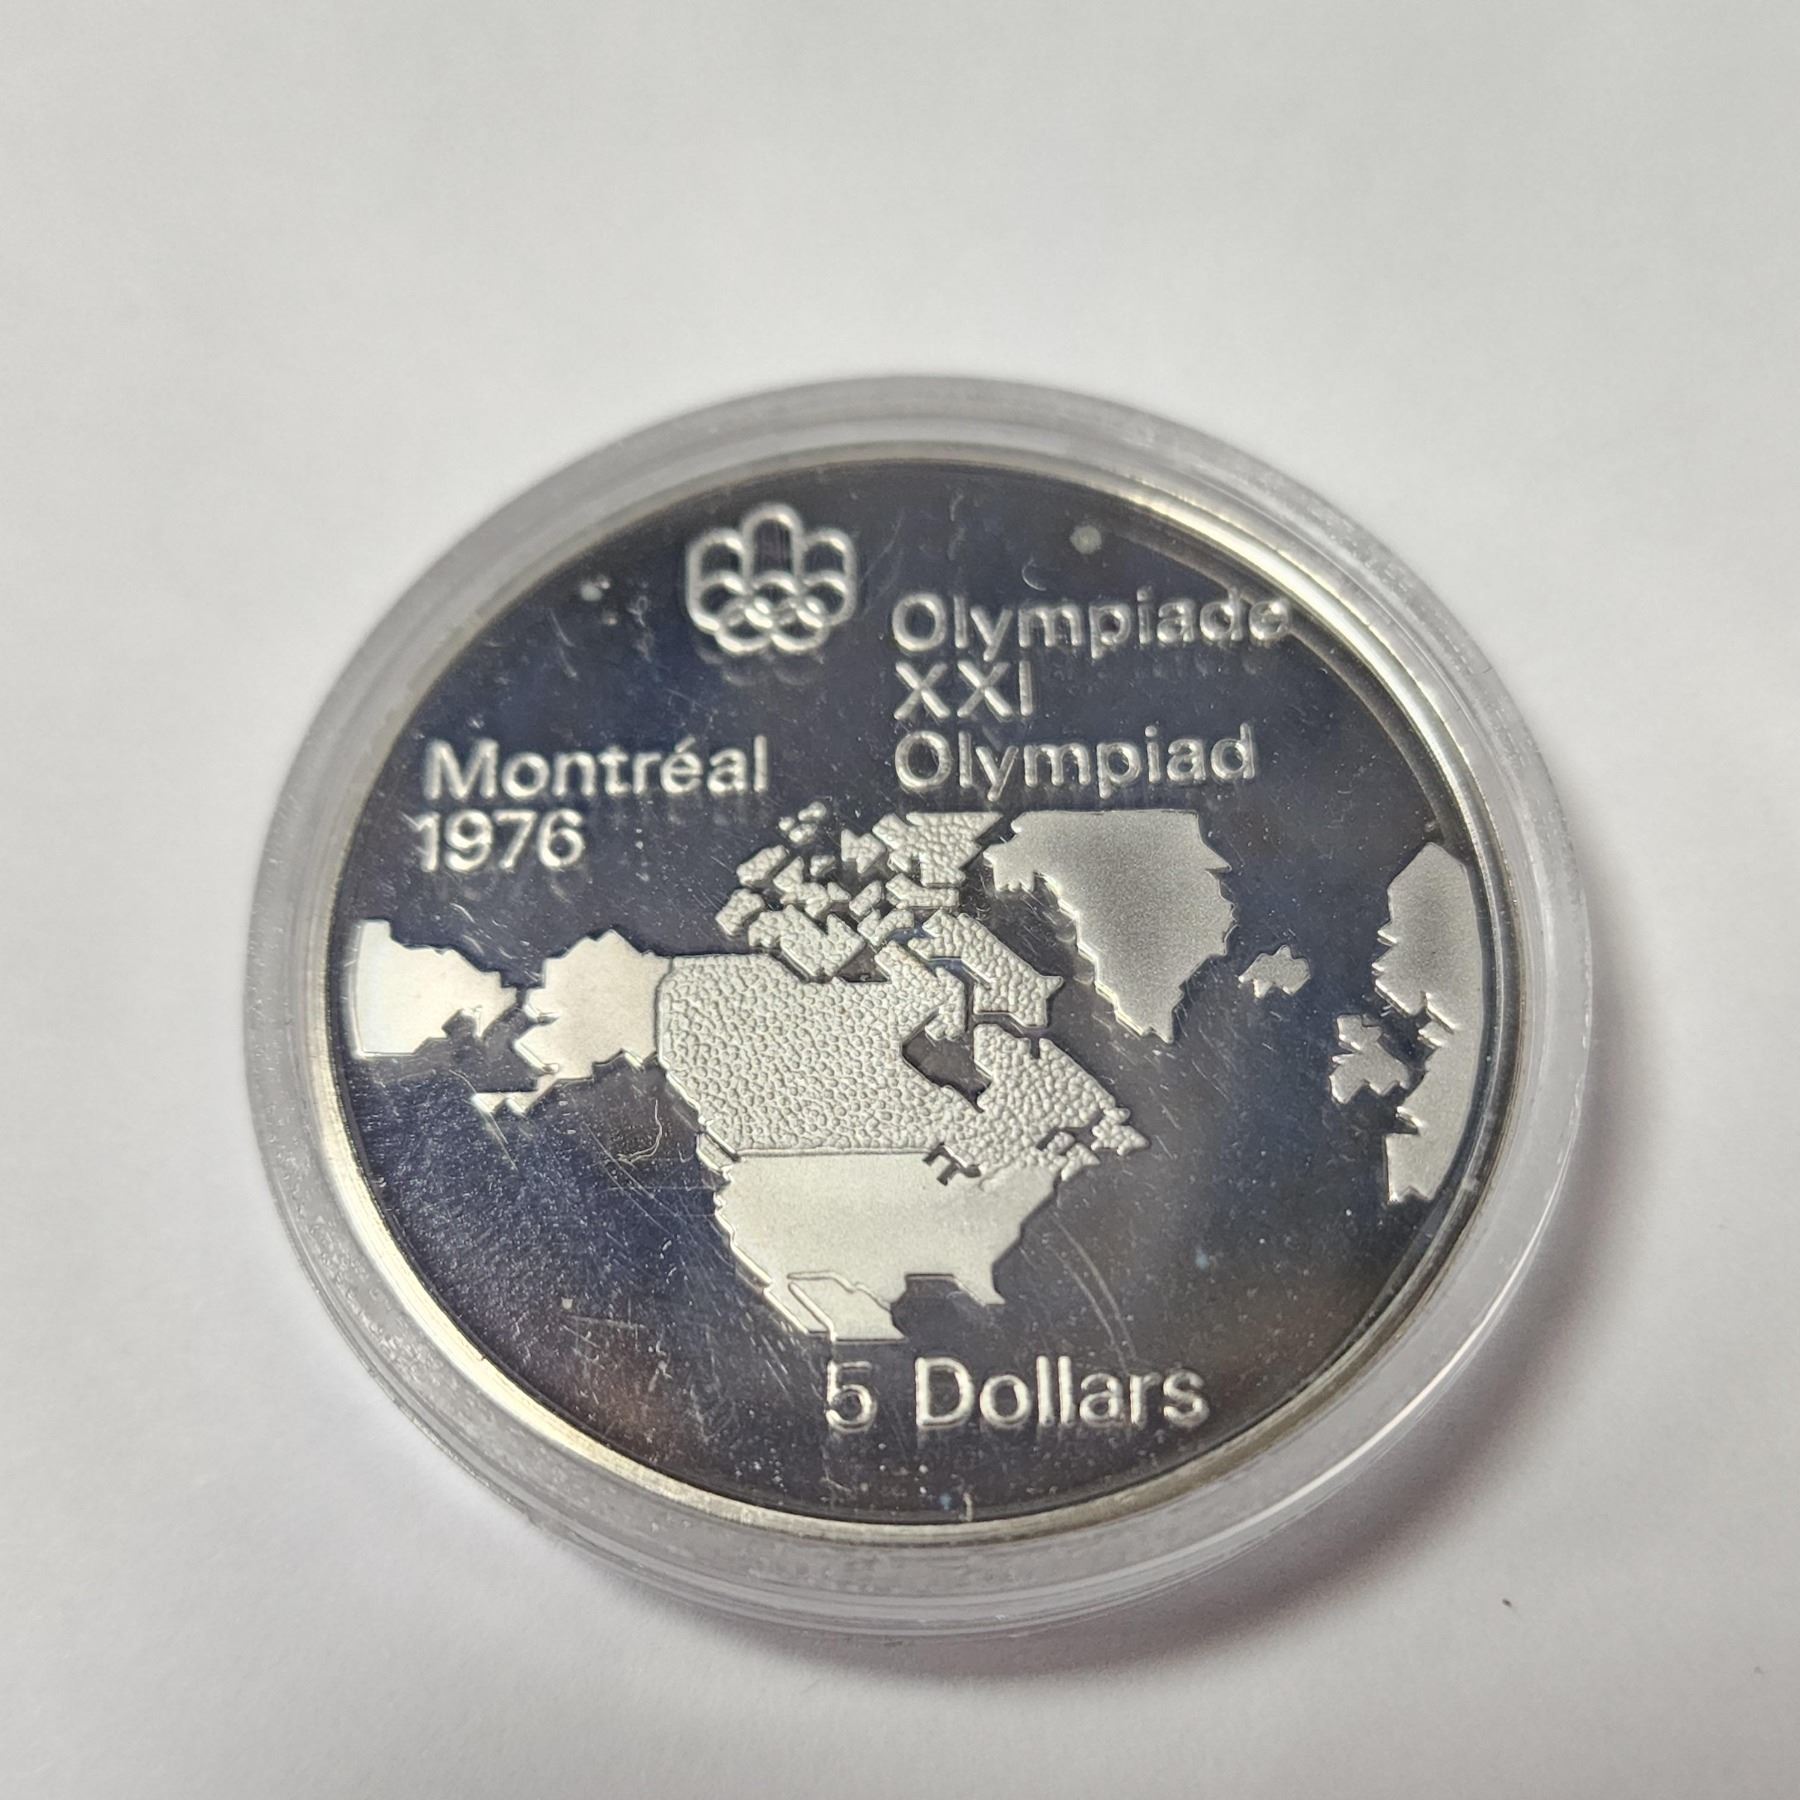 Olympiade
XXI
Olympiad
Montréal
1976
5 Dollars